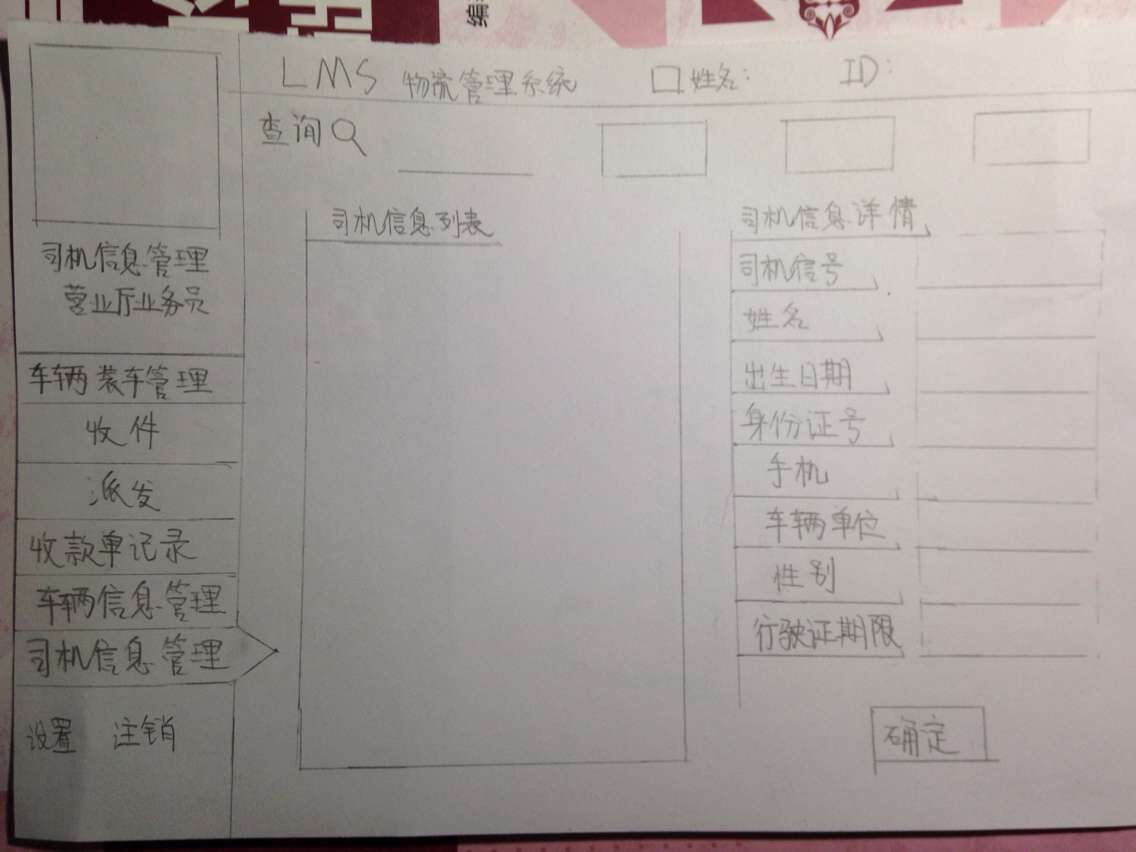 编
LMS 物流管理系统 姓名: ID:
查询
司机信息管理
营业厅业务员
车辆装车管理
收件
派发
收款单记录
车辆信息管理
司机信息管理
设置 注销
司机信息列表
司机信息详情
司机信号
姓名
出生日期
身份证号
手机
车辆单位
性别
行驶证期限
确定